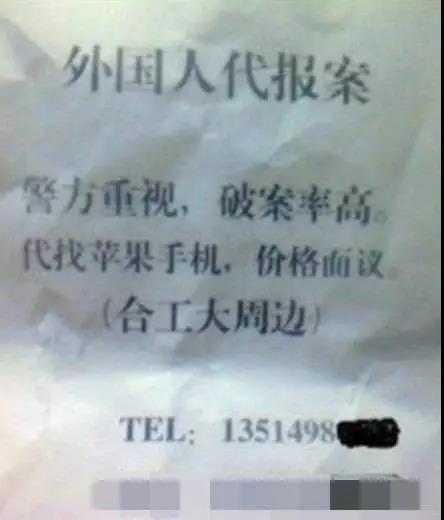 外国人代报案
警方重视，破案率高。
代找苹果手机，价格面议。
（合工大周边）
TEL：1351498